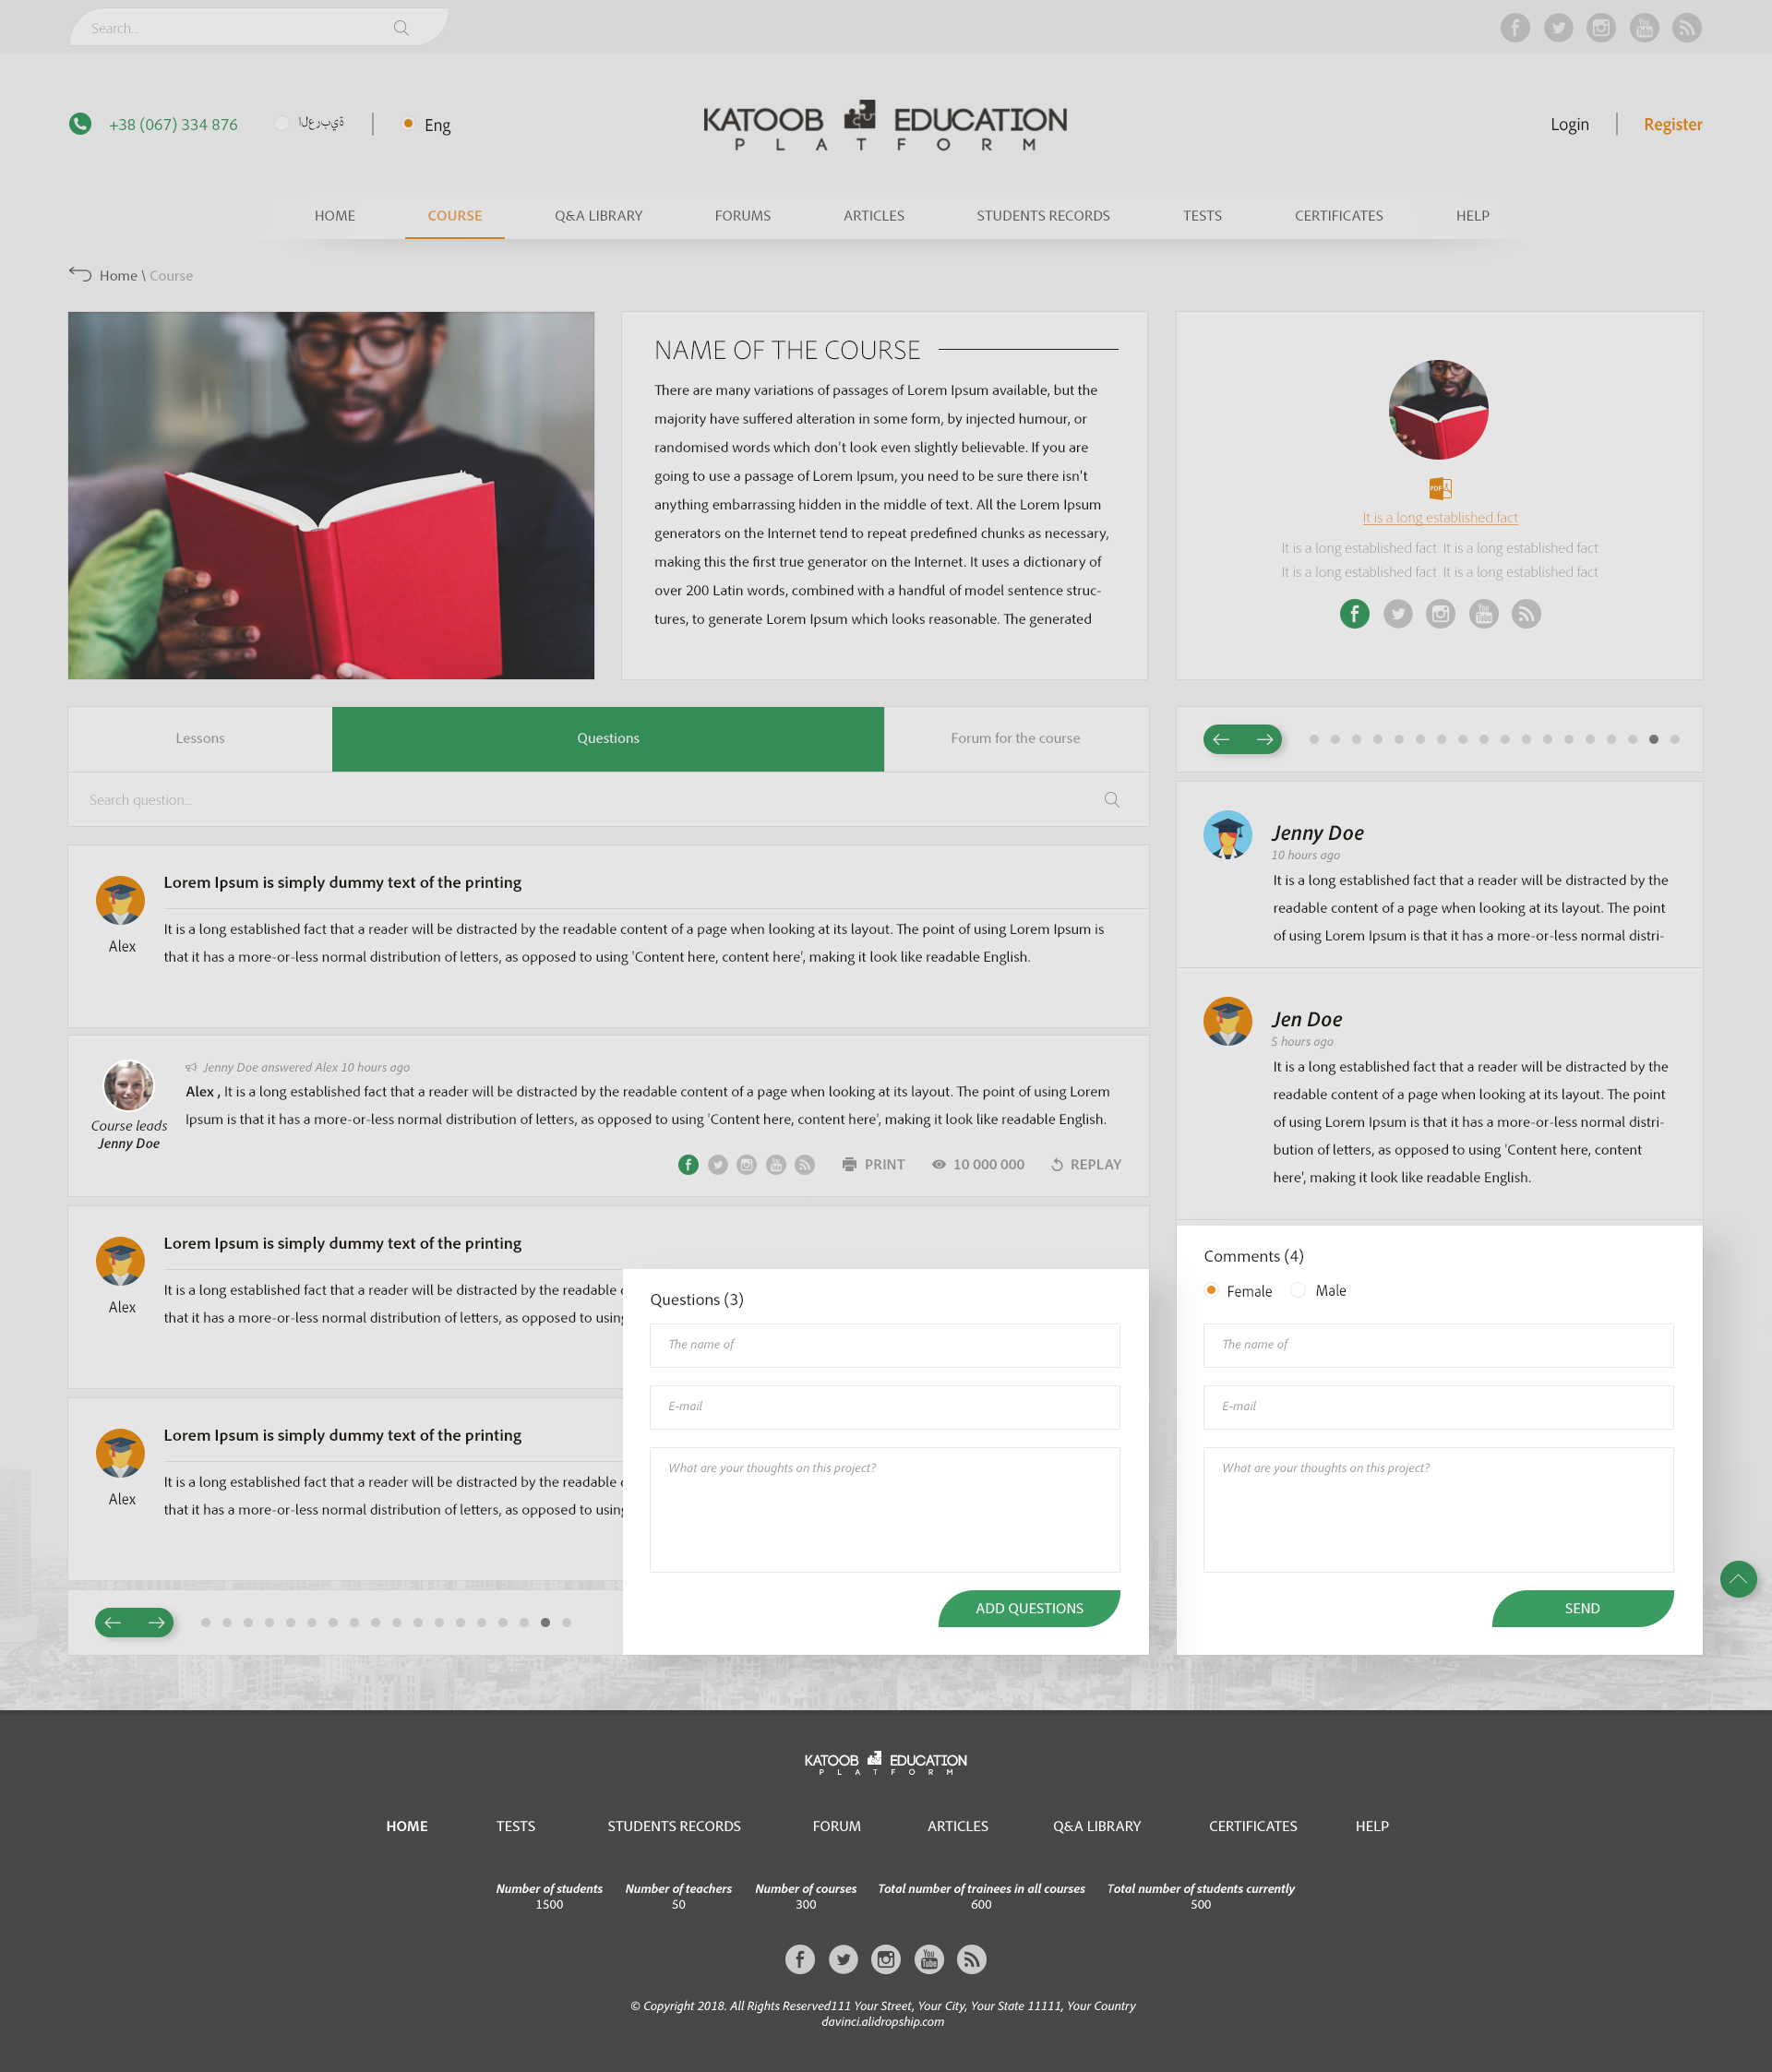 Search...
+38 (067) 334 876
العربية
Eng
KATOOB EDUCATION
PLATFORM
Login
Register
HOME
COURSE
Q&A LIBRARY
FORUMS
ARTICLES
STUDENTS RECORDS
TESTS
CERTIFICATES
HELP
Home \ Course
NAME OF THE COURSE
There are many variations of passages of Lorem Ipsum available, but the
majority have suffered alteration in some form, by injected humour, or
randomised words which don't look even slightly believable. If you are
going to use a passage of Lorem Ipsum, you need to be sure there isn't
anything embarrassing hidden in the middle of text. All the Lorem Ipsum
generators on the Internet tend to repeat predefined chunks as necessary,
making this the first true generator on the Internet. It uses a dictionary of
over 200 Latin words, combined with a handful of model sentence struc-
tures, to generate Lorem Ipsum which looks reasonable. The generated
PDF
It is a long established fact
It is a long established fact It is a long established fact
It is a long established fact It is a long established fact
You Tube
Lessons
Questions
Forum for the course
Search question...
Lorem Ipsum is simply dummy text of the printing
Alex
It is a long established fact that a reader will be distracted by the readable content of a page when looking at its layout. The point of using Lorem Ipsum is
that it has a more-or-less normal distribution of letters, as opposed to using 'Content here, content here', making it look like readable English.
Jenny Doe answered Alex 10 hours ago
Alex , It is a long established fact that a reader will be distracted by the readable content of a page when looking at its layout. The point of using Lorem
Ipsum is that it has a more-or-less normal distribution of letters, as opposed to using 'Content here, content here', making it look like readable English.
Course leads
Jenny Doe
PRINT
10 000 000
REPLAY
Lorem Ipsum is simply dummy text of the printing
Alex
It is a long established fact that a reader will be distracted by the readable
that it has a more-or-less normal distribution of letters, as opposed to using
Lorem Ipsum is simply dummy text of the printing
Alex
It is a long established fact that a reader will be distracted by the readable
that it has a more-or-less normal distribution of letters, as opposed to using
Questions (3)
The name of
E-mail
What are your thoughts on this project?
ADD QUESTIONS
Jenny Doe
10 hours ago
It is a long established fact that a reader will be distracted by the
readable content of a page when looking at its layout. The point
of using Lorem Ipsum is that it has a more-or-less normal distri-
Jen Doe
5 hours ago
It is a long established fact that a reader will be distracted by the
readable content of a page when looking at its layout. The point
of using Lorem Ipsum is that it has a more-or-less normal distri-
bution of letters, as opposed to using 'Content here, content
here', making it look like readable English.
Comments (4)
Female
Male
The name of
E-mail
What are your thoughts on this project?
SEND
KATOOB EDUCATION
PLATFORM
HOME
TESTS
STUDENTS RECORDS
FORUM
ARTICLES
Q&A LIBRARY
CERTIFICATES
HELP
Number of students
1500
Number of teachers
50
Number of courses
300
Total number of trainees in all courses
600
Total number of students currently
500
You Tube
© Copyright 2018. All Rights Reserved111 Your Street, Your City, Your State 11111, Your Country
davinci.alidropship.com